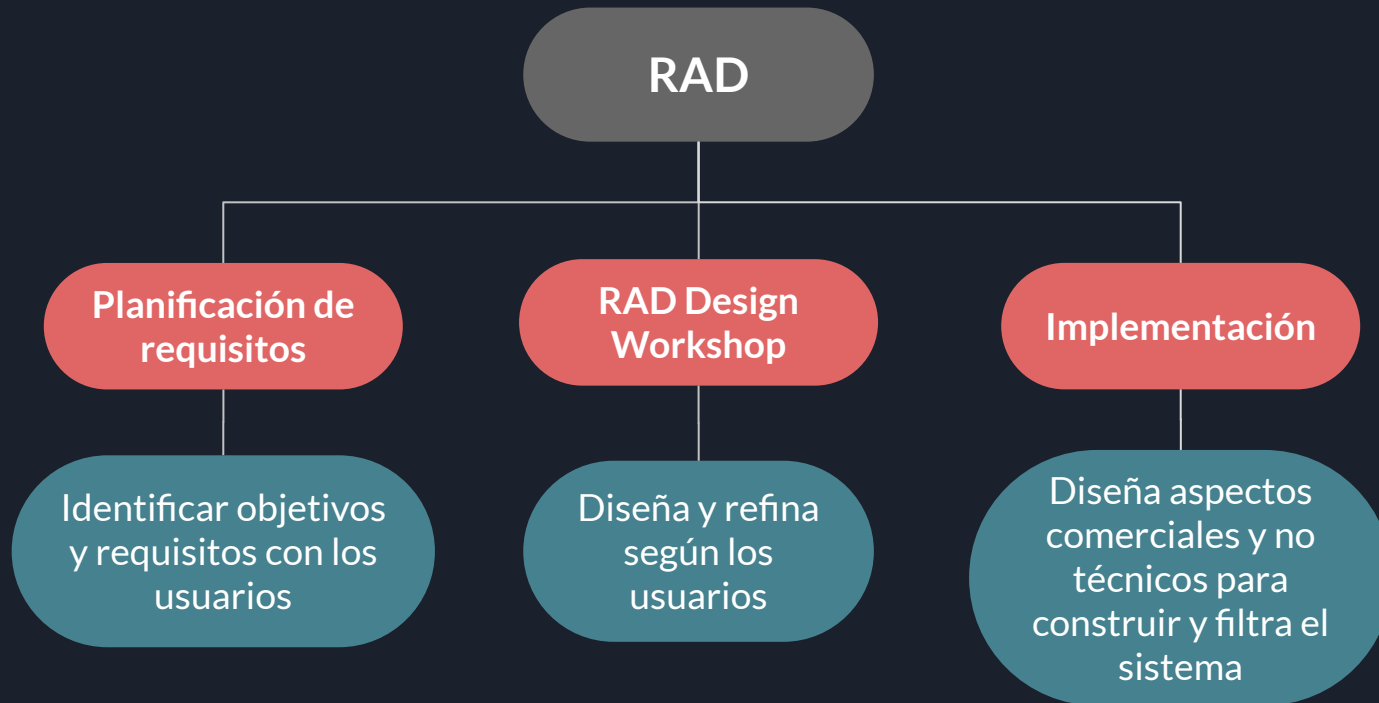 RAD
Planificación de
requisitos
RAD Design
Workshop
Implementación
Identificar objetivos
y requisitos con los
usuarios
Diseña y refina
según los
usuarios
Diseña aspectos
comerciales y no
técnicos para
construir y filtra el
sistema